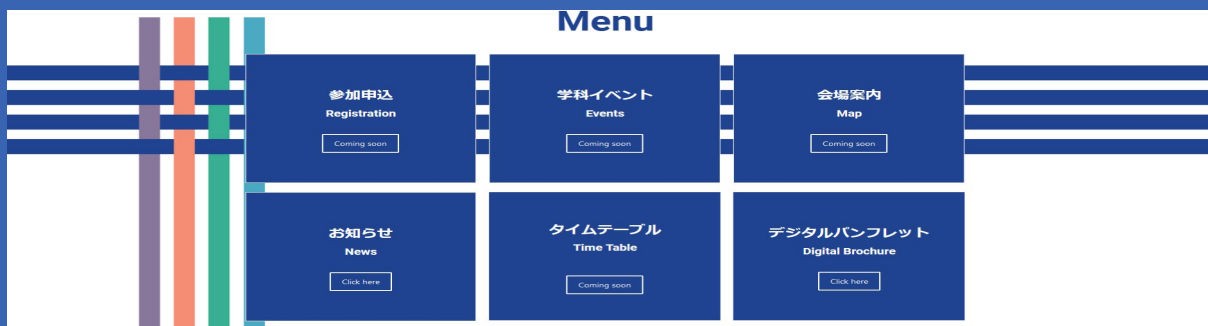 Menu
参加申込
Registration
Coming soon
学科イベント
Events
Coming soon
会場案内
Map
Coming soon
お知らせ
News
Click here
タイムテーブル
Time Table
Coming soon
デジタルパンフレット
Digital Brochure
Click here